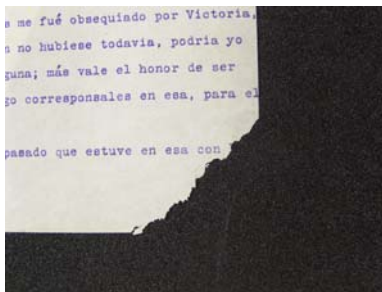 s me fué obsequiado por Victoria,
n no hubiese todavia, podria yo
guna; más vale el honor de ser
go corresponsales en esa, para el
pasado que estuve en esa con